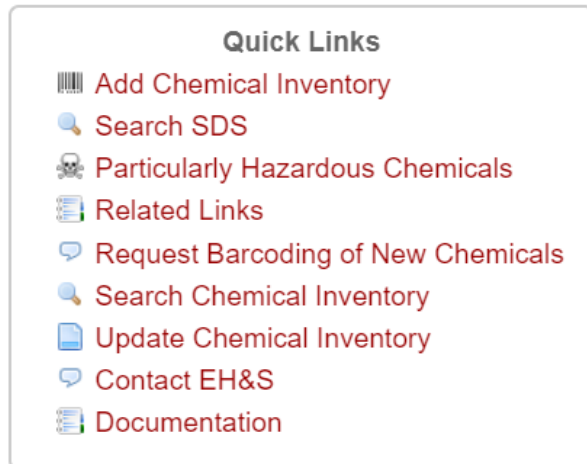 Quick Links
Add Chemical Inventory
Search SDS
Particularly Hazardous Chemicals
Related Links
Request Barcoding of New Chemicals
Search Chemical Inventory
Update Chemical Inventory
Contact EH&S
Documentation